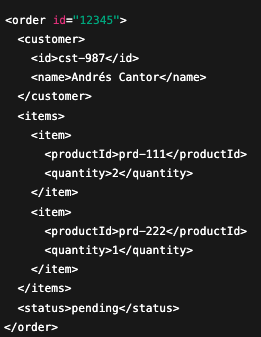 <order id="12345">
  <customer>
    <id>cst-987</id>
    <name>Andrés Cantor</name>
  </customer>
  <items>
    <item>
      <productId>prd-111</productId>
      <quantity>2</quantity>
    </item>
    <item>
      <productId>prd-222</productId>
      <quantity>1</quantity>
    </item>
  </items>
  <status>pending</status>
</order>